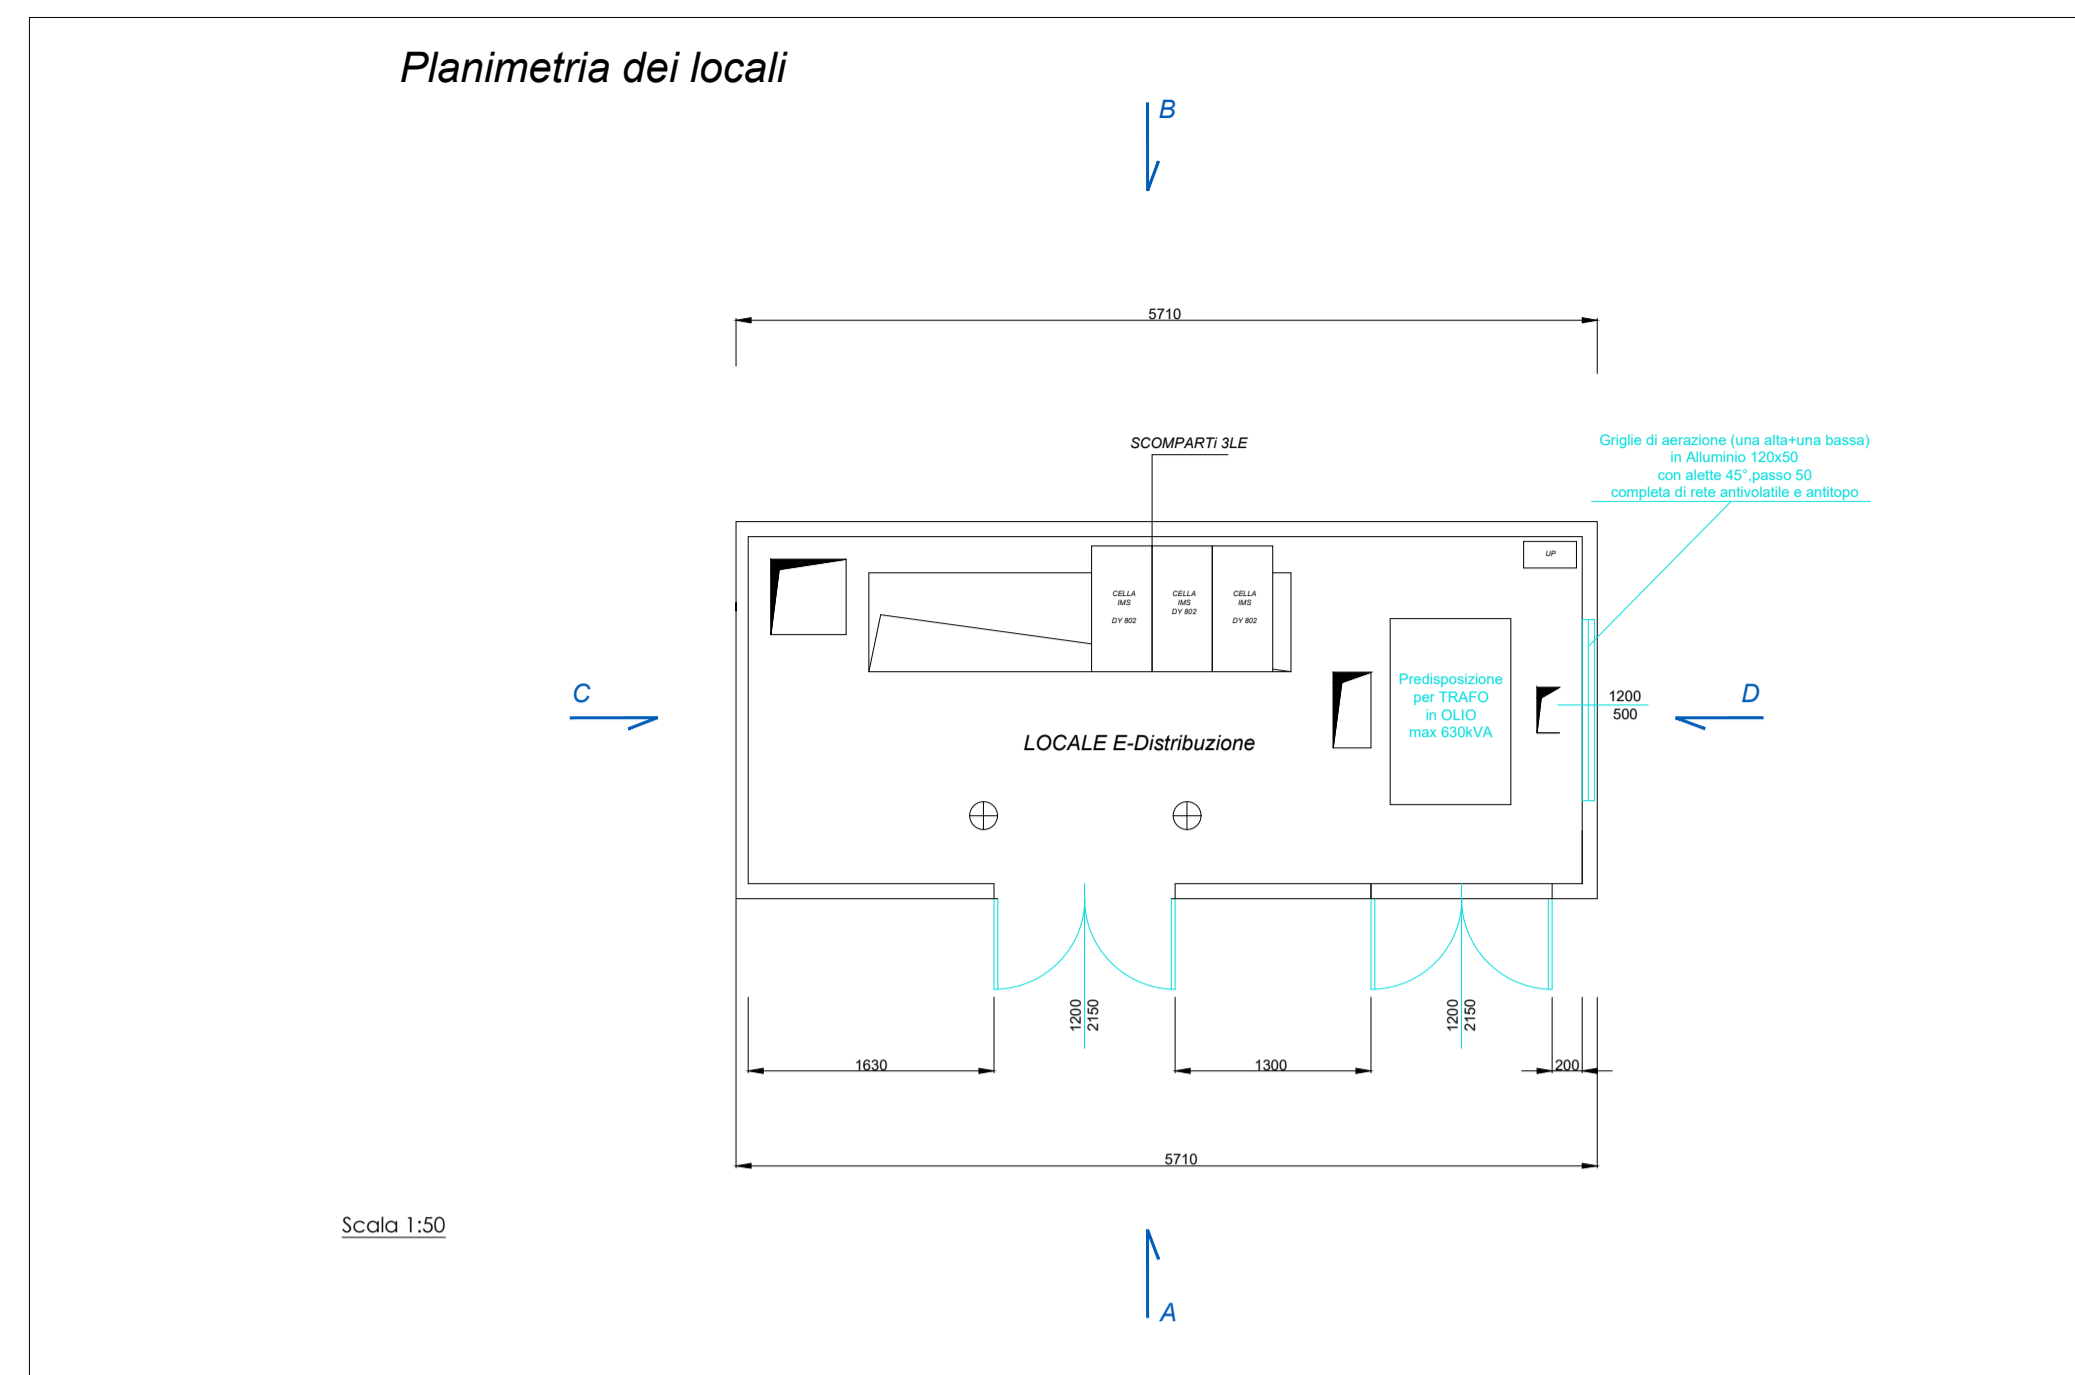 Planimetria dei locali
B
5710
SCOMPARTi 3LE
Griglie di aerazione (una alta+una bassa)
in Alluminio 120x50
con alette 45°,passo 50
completa di rete antivolatile e antitopo
UP
CELLA
IMS
DY 802
CELLA
IMS
DY 802
CELLA
IMS
DY 802
Predisposizione
per TRAFO
in OLIO
max 630kVA
C
D
1200
500
LOCALE E-Distribuzione
1200
2150
1200
2150
1630
1300
200
5710
Scala 1:50
A